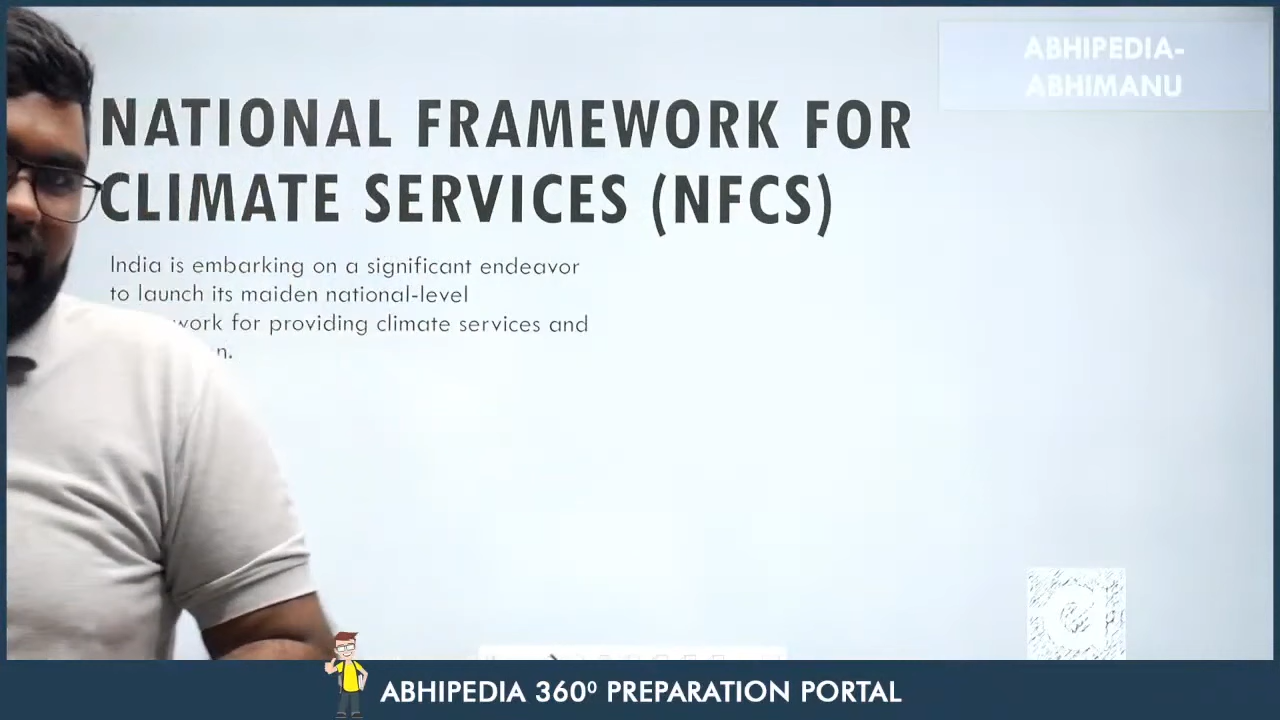 ABHIPEDIA-
ABHIMANU
NATIONAL FRAMEWORK FOR
CLIMATE SERVICES (NFCS)
India is embarking on a significant endeavor
to launch its maiden national-level
for providing climate services and
ABHIPEDIA 360⁰ PREPARATION PORTAL